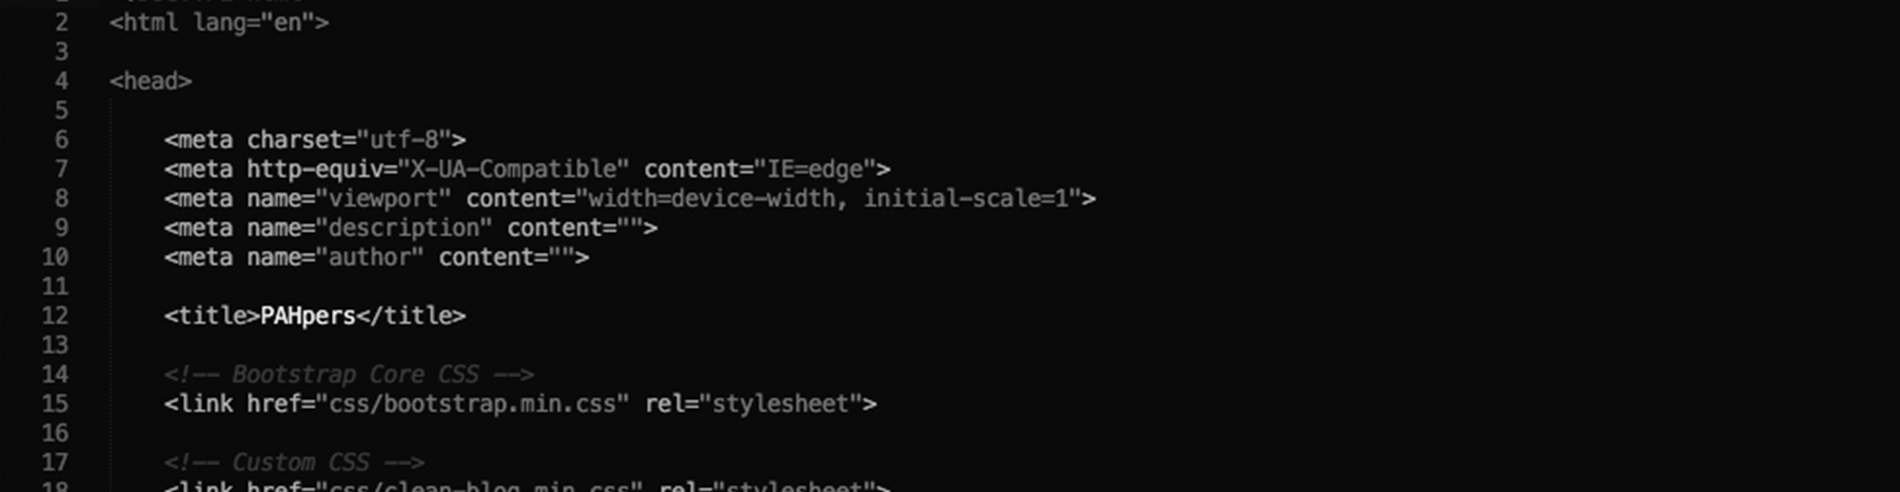 2 <html lang="en">
3
4 <head>
5
6 <meta charset="utf-8">
7 <meta http-equiv="X-UA-Compatible" content="IE=edge">
8 <meta name="viewport" content="width=device-width, initial-scale=1">
9 <meta name="description" content="">
10 <meta name="author" content="">
11
12 <title>PAHpers</title>
13
14 <!-- Bootstrap Core CSS -->
15 <link href="css/bootstrap.min.css" rel="stylesheet">
16
17 <!-- Custom CSS -->
18 <link href="css/clean-blog.min.css" rel="stylesheet">